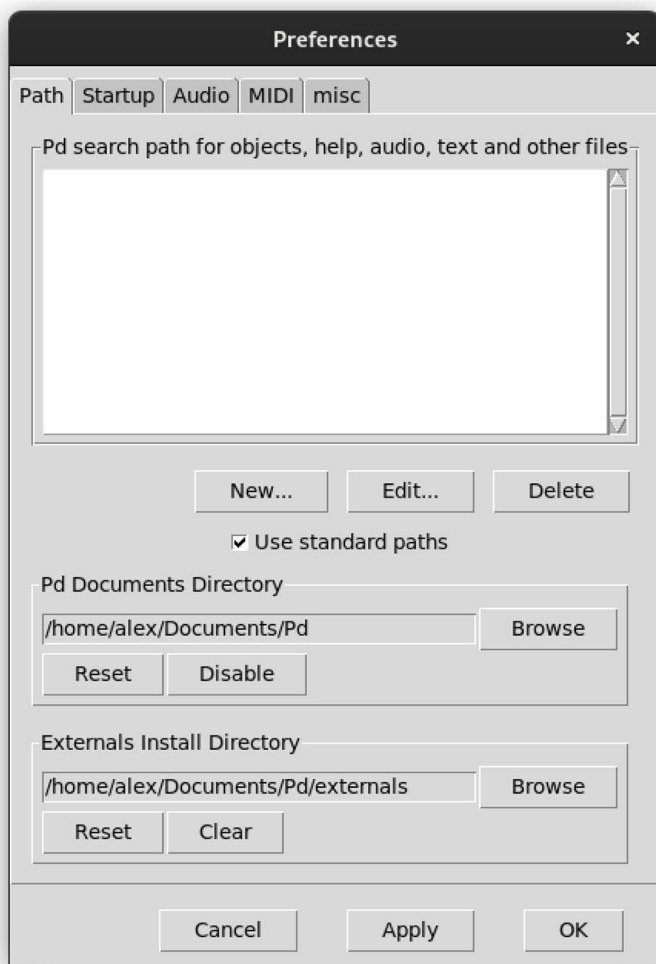 Preferences ×
Path Startup Audio MIDI misc
Pd search path for objects, help, audio, text and other files
New... Edit... Delete
Use standard paths
Pd Documents Directory
/home/alex/Documents/Pd Browse
Reset Disable
Externals Install Directory
/home/alex/Documents/Pd/externals Browse
Reset Clear
Cancel Apply OK